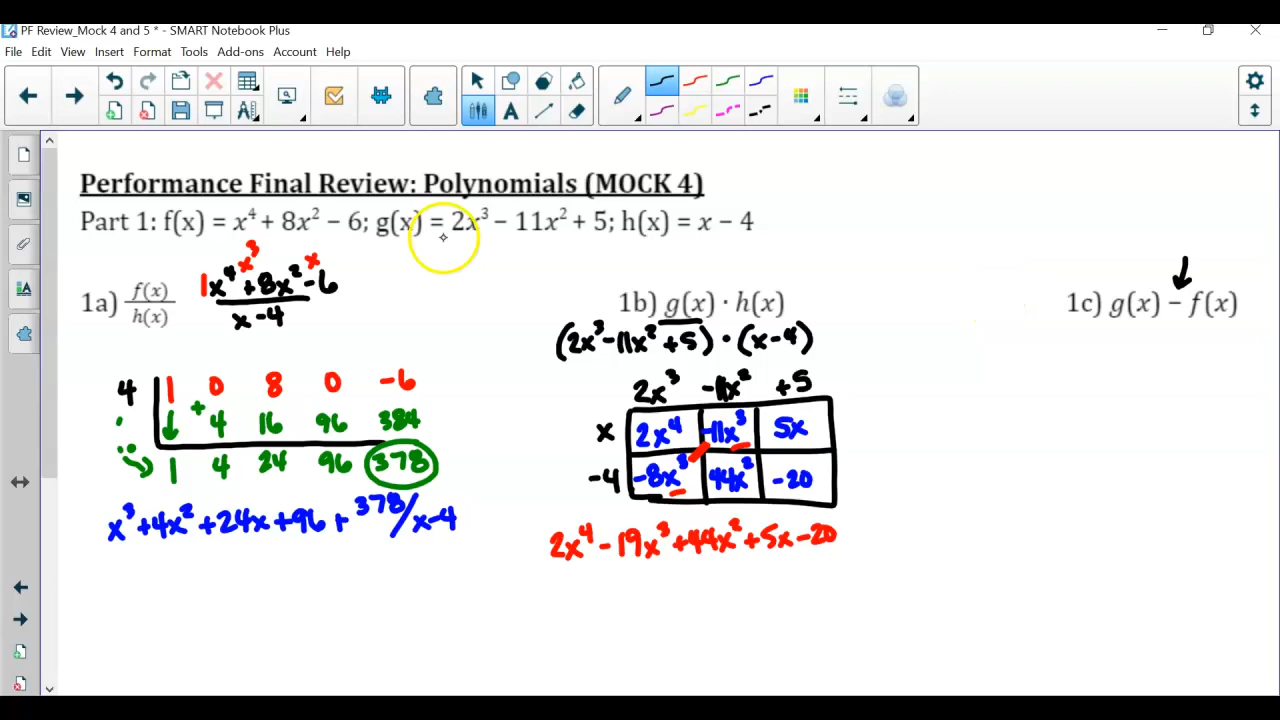 PF Review_Mock 4 and 5 * - SMART Notebook Plus
File Edit View Insert Format Tools Add-ons Account Help
Performance Final Review: Polynomials (MOCK 4)
Part 1: f(x) = x⁴ + 8x² − 6; g(x) = 2x³ − 11x² + 5; h(x) = x − 4
1a) f(x)/h(x)
x³ x
1x⁴ + 8x² − 6
x − 4
4 1 0 8 0 −6
+ 4 16 96 384
1 4 24 96 378
x³ + 4x² + 24x + 96 + 378/x−4
1b) g(x) · h(x)
(2x³ − 11x² + 5) · (x − 4)
2x³ −11x² +5
x 2x⁴ −11x³ 5x
−4 −8x³ 44x² −20
2x⁴ − 19x³ + 44x² + 5x − 20
1c) g(x) − f(x)